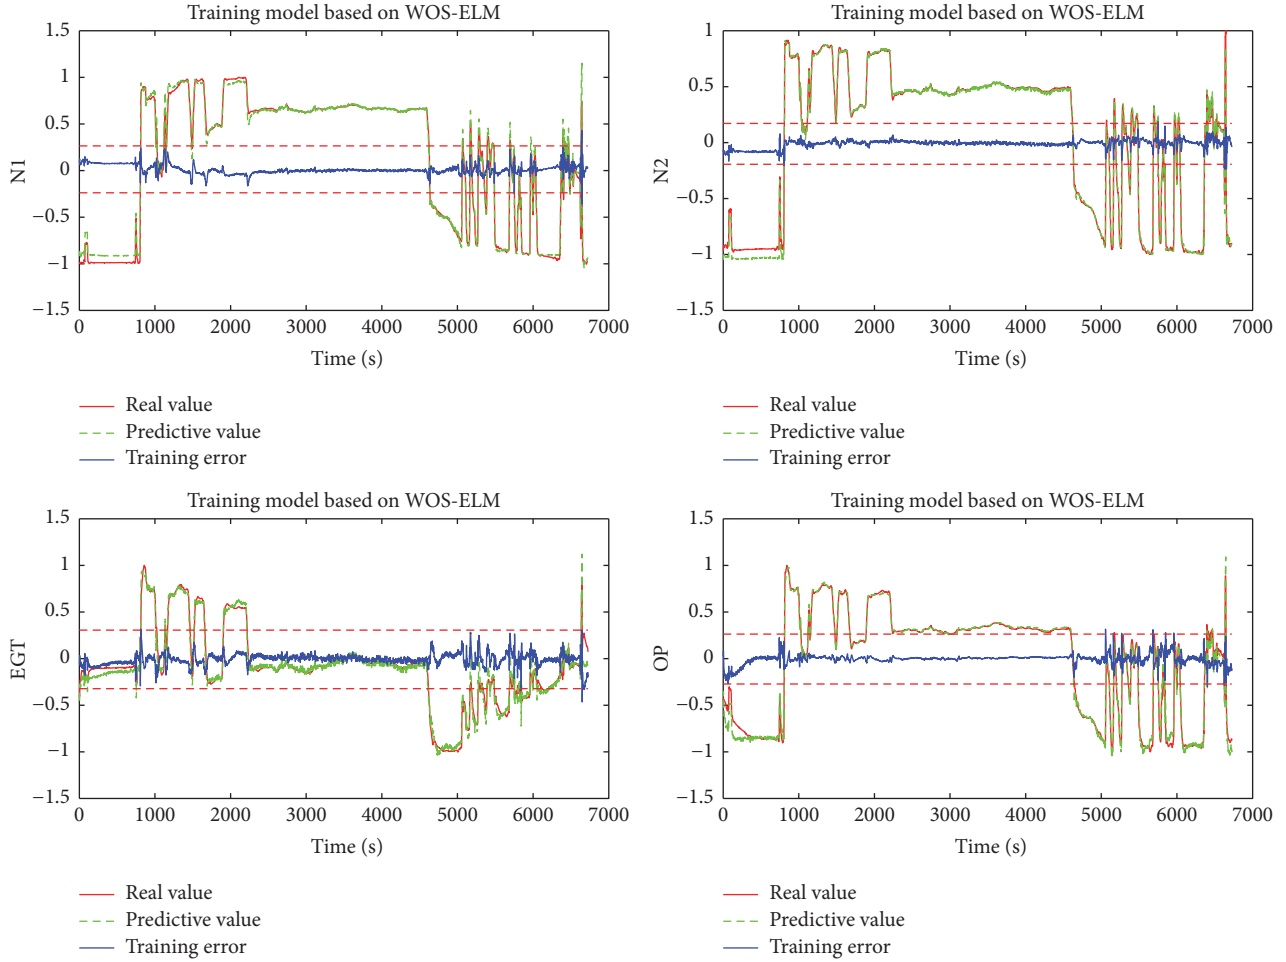 Training model based on WOS-ELM
1.5
1
0.5
0
−0.5
−1
−1.5
N1
0 1000 2000 3000 4000 5000 6000 7000
Time (s)
Real value
Predictive value
Training error
Training model based on WOS-ELM
1
0.5
0
−0.5
0.5
−1
−1.5
N2
0 1000 2000 3000 4000 5000 6000 7000
Time (s)
Real value
Predictive value
Training error
Training model based on WOS-ELM
1.5
1
0.5
0
−0.5
−1
−1.5
EGT
0 1000 2000 3000 4000 5000 6000 7000
Time (s)
Real value
Predictive value
Training error
Training model based on WOS-ELM
1.5
1
0.5
0
−0.5
−1
−1.5
OP
0 1000 2000 3000 4000 5000 6000 7000
Time (s)
Real value
Predictive value
Training error